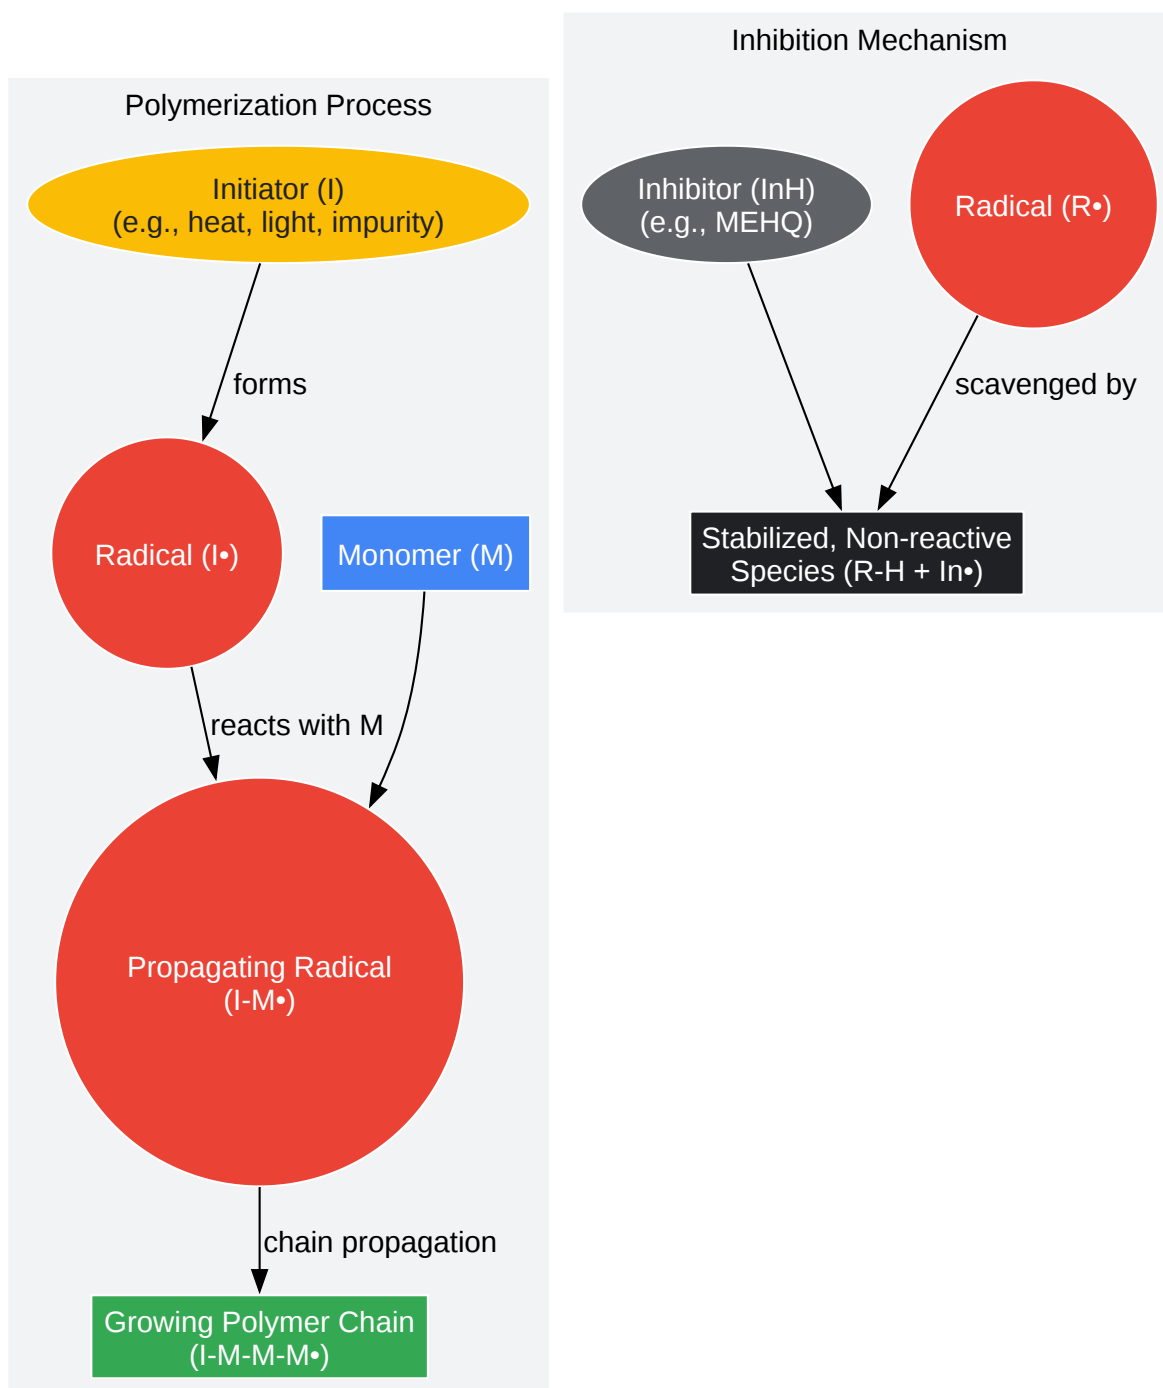 Polymerization Process
Initiator (I)
(e.g., heat, light, impurity)
forms
Radical (I•)
Monomer (M)
reacts with M
Propagating Radical
(I-M•)
chain propagation
Growing Polymer Chain
(I-M-M-M•)
Inhibition Mechanism
Inhibitor (InH)
(e.g., MEHQ)
Radical (R•)
scavenged by
Stabilized, Non-reactive
Species (R-H + In•)